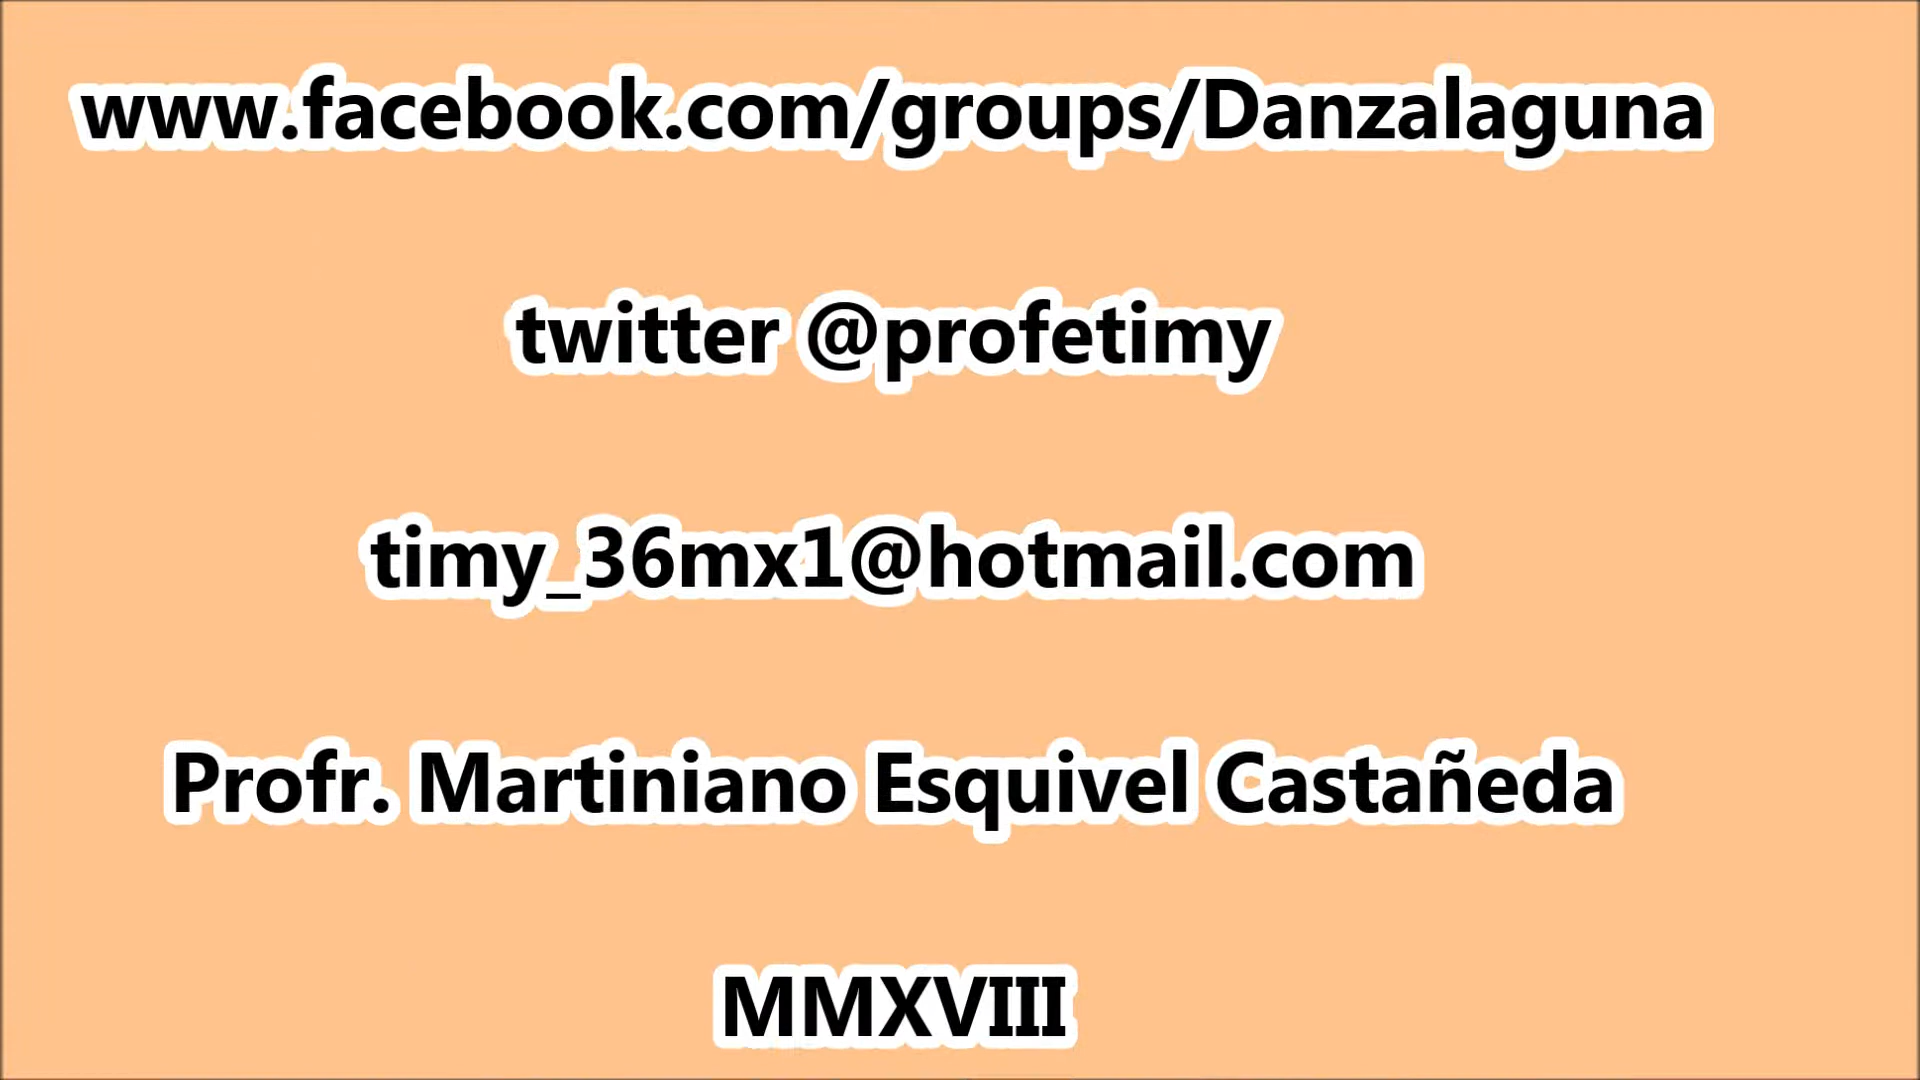 www.facebook.com/groups/Danzalaguna
twitter @profetimy
timy_36mx1@hotmail.com
Profr. Martiniano Esquivel Castañeda
MMXVIII